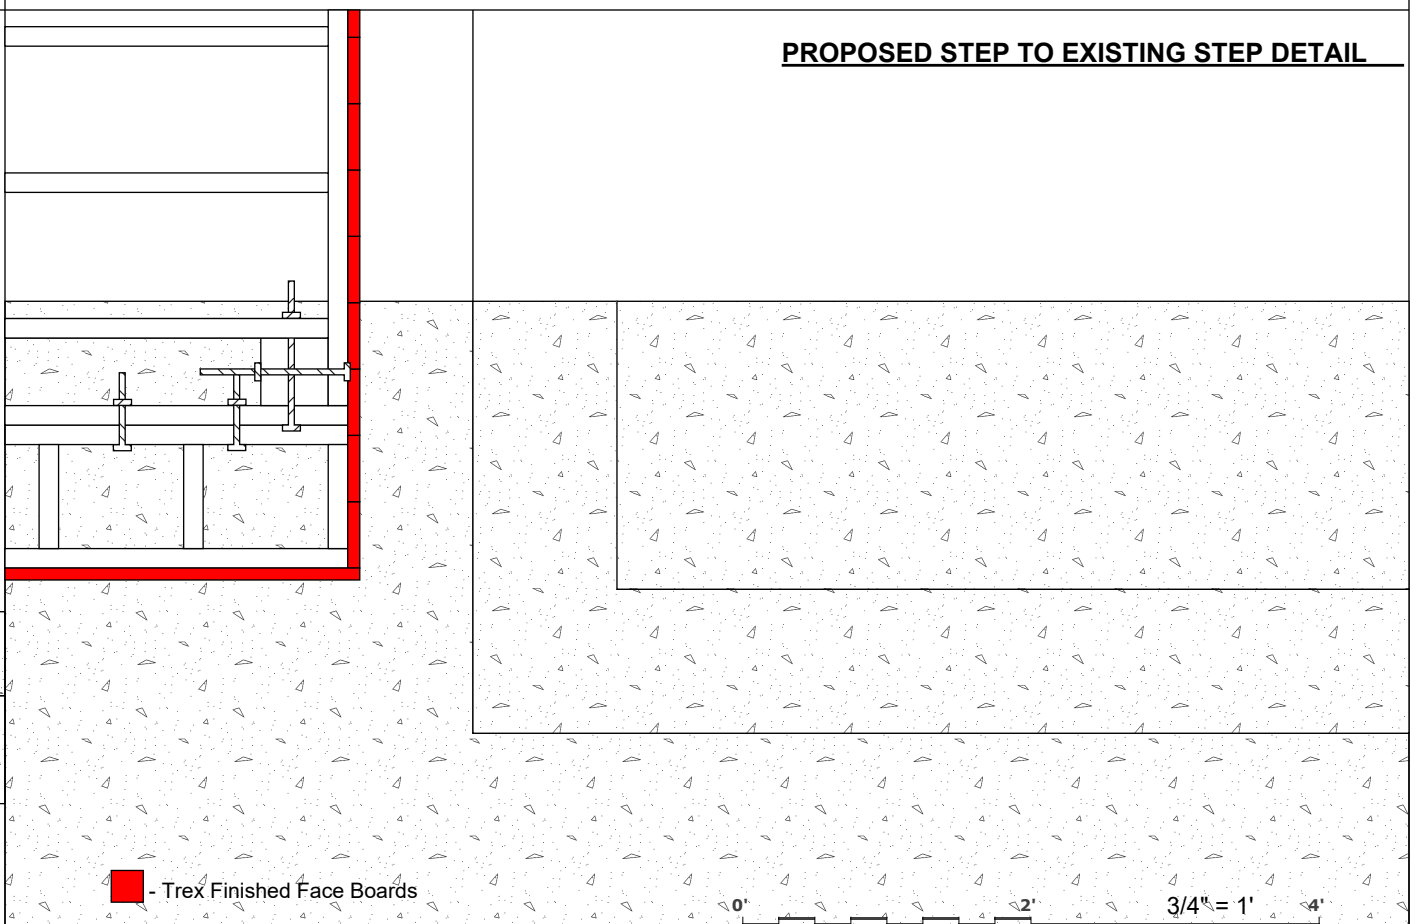 PROPOSED STEP TO EXISTING STEP DETAIL
- Trex Finished Face Boards
0' 2' 4'
3/4" = 1'